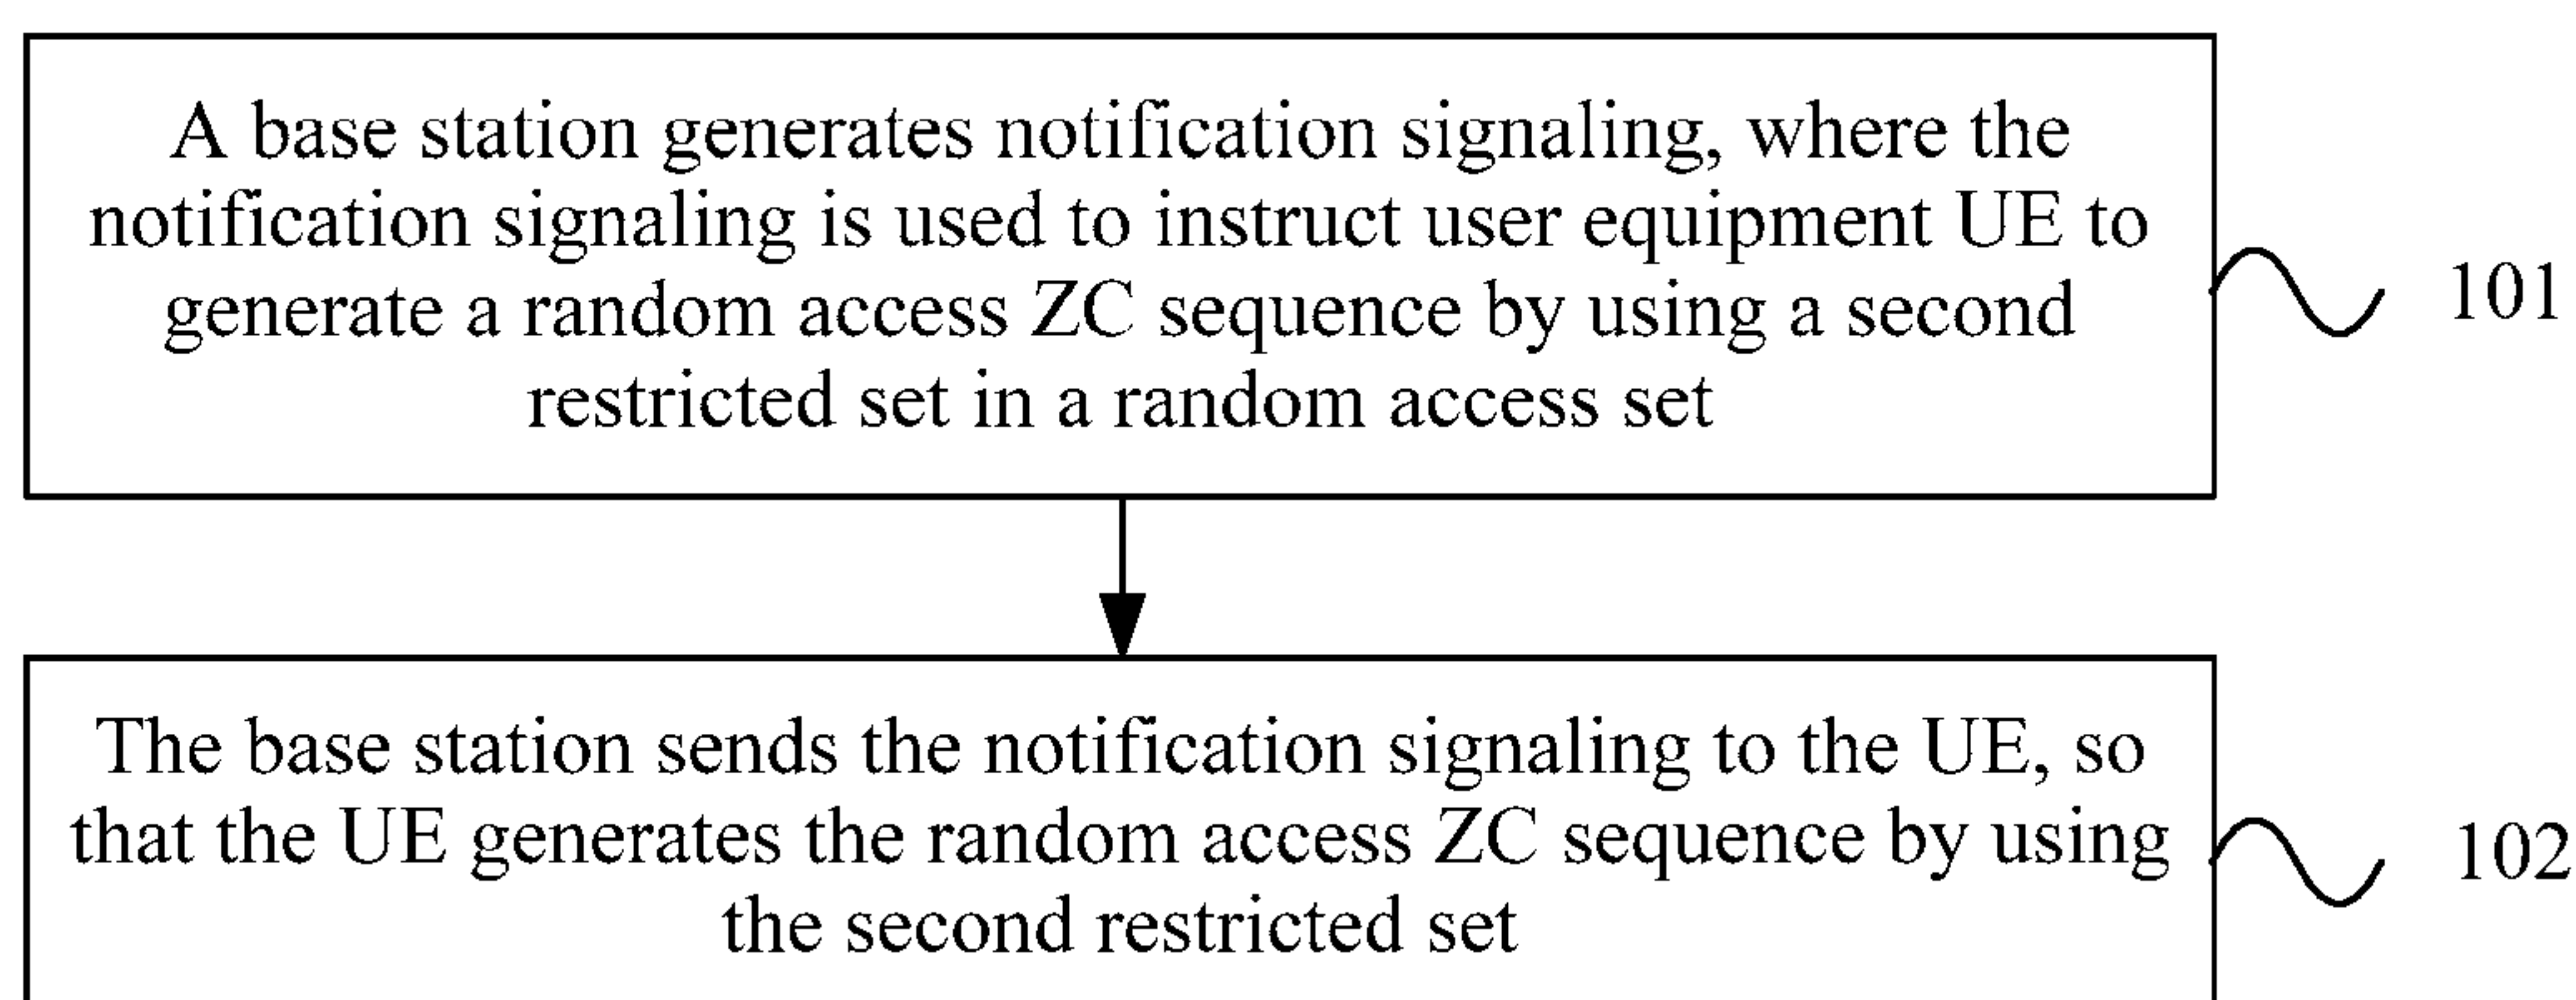 A base station generates notification signaling, where the
notification signaling is used to instruct user equipment UE to
generate a random access ZC sequence by using a second
restricted set in a random access set
101
The base station sends the notification signaling to the UE, so
that the UE generates the random access ZC sequence by using
the second restricted set
102